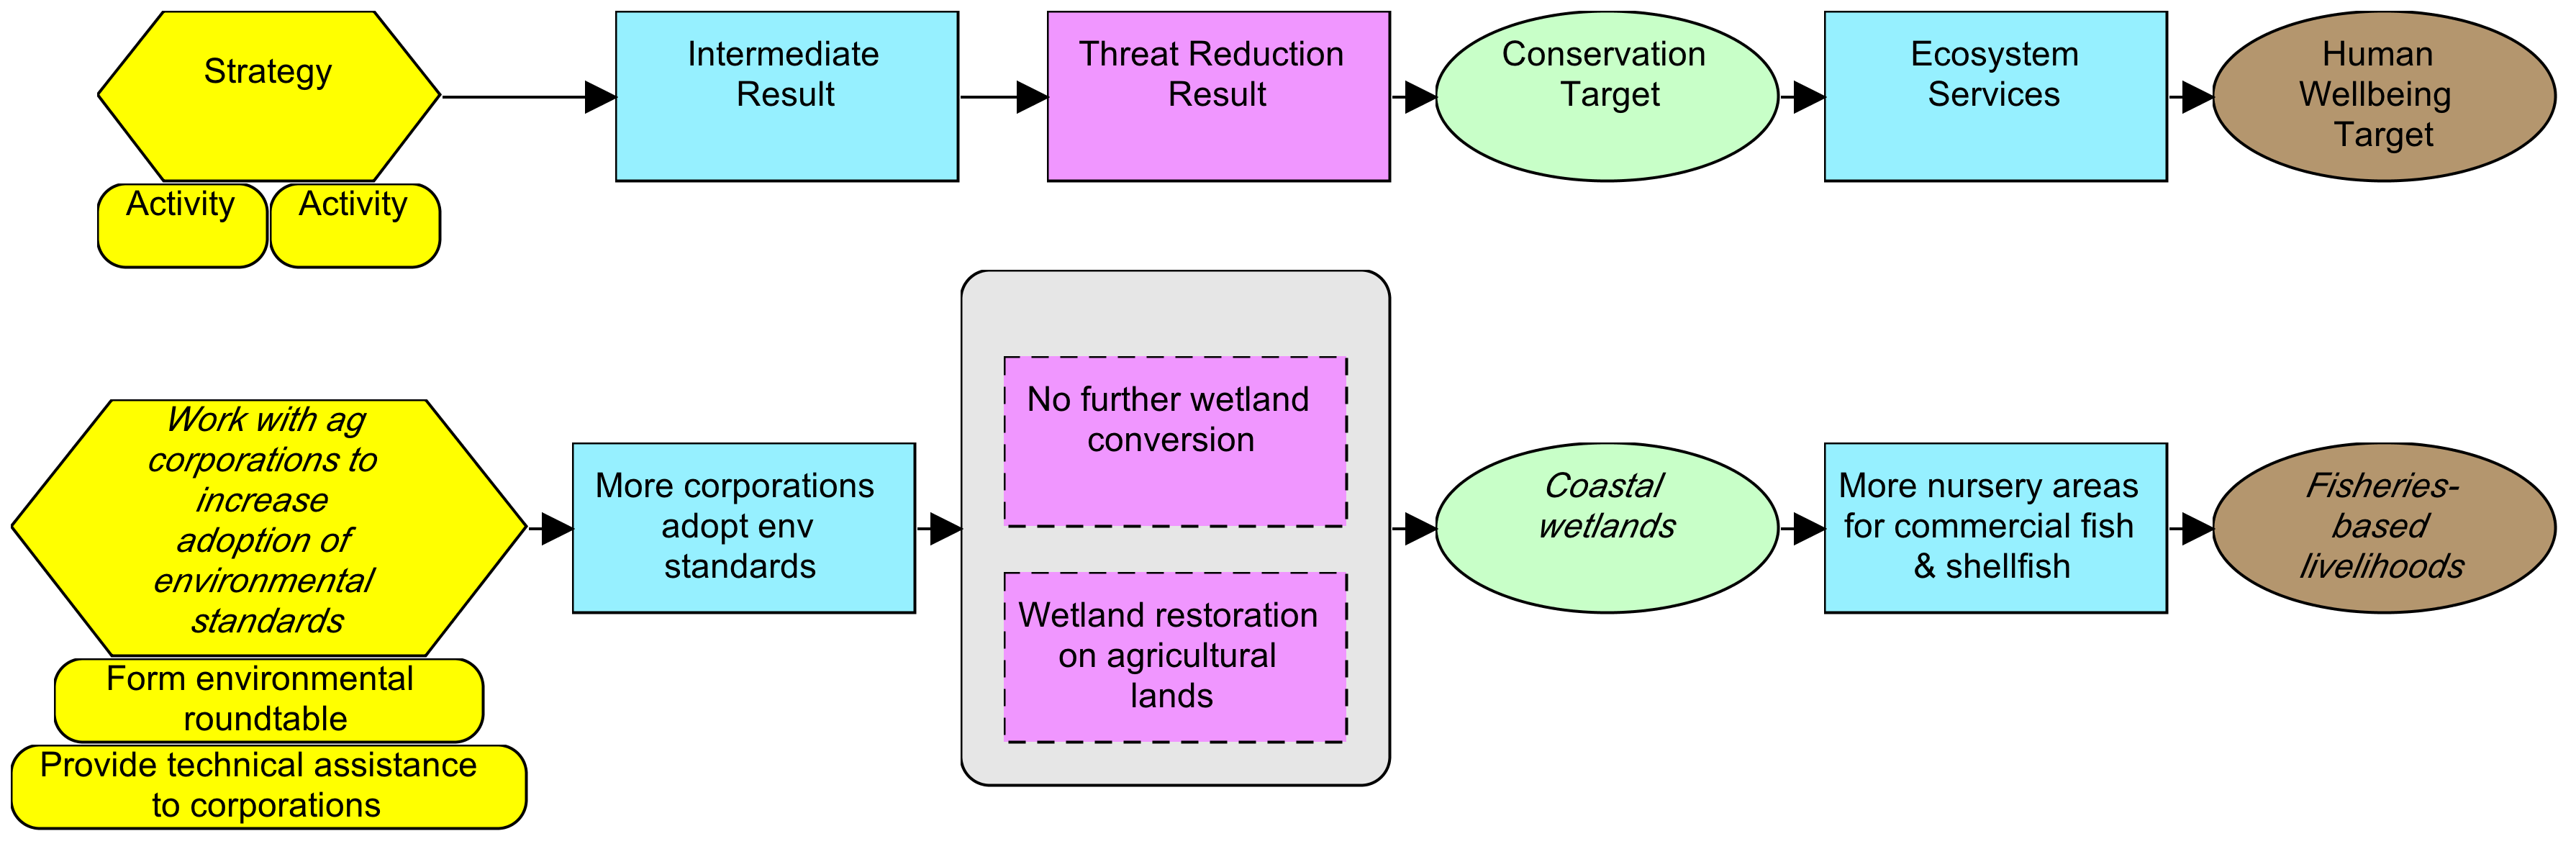 Strategy
Activity
Activity
Intermediate
Result
Threat Reduction
Result
Conservation
Target
Ecosystem
Services
Human
Wellbeing
Target
Work with ag
corporations to
increase
adoption of
environmental
standards
Form environmental
roundtable
Provide technical assistance
to corporations
More corporations
adopt env
standards
No further wetland
conversion
Wetland restoration
on agricultural
lands
Coastal
wetlands
More nursery areas
for commercial fish
& shellfish
Fisheries-
based
livelihoods